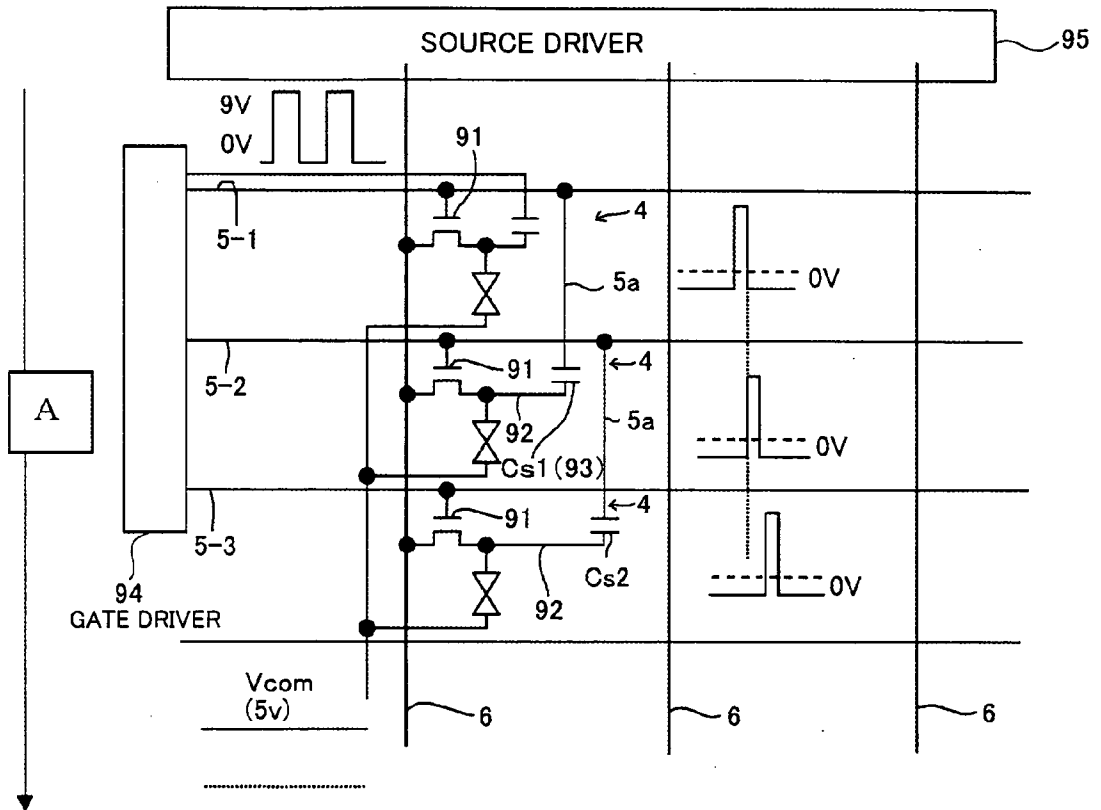 SOURCE DRIVER
95
9V
0V
91
4
5-1
5a
0V
5-2
91
4
A
92
5a
0V
Cs1(93)
91
4
5-3
Cs2
94
92
0V
GATE DRIVER
Vcom
(5v)
6
6
6